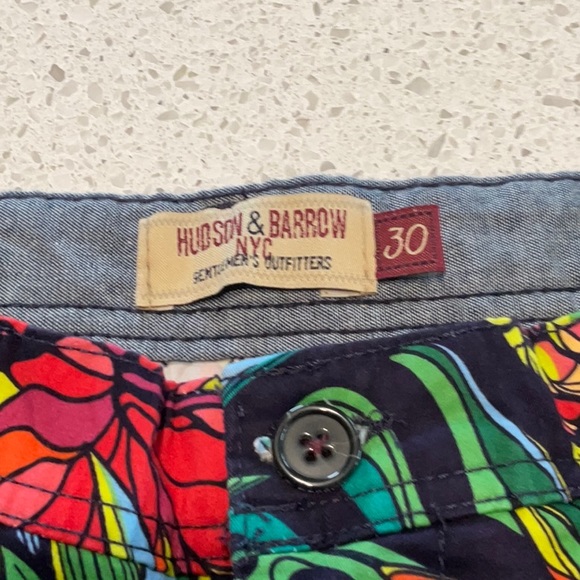 HUDSON & BARROW
NYC
GENTLEMEN'S OUTFITTERS
30